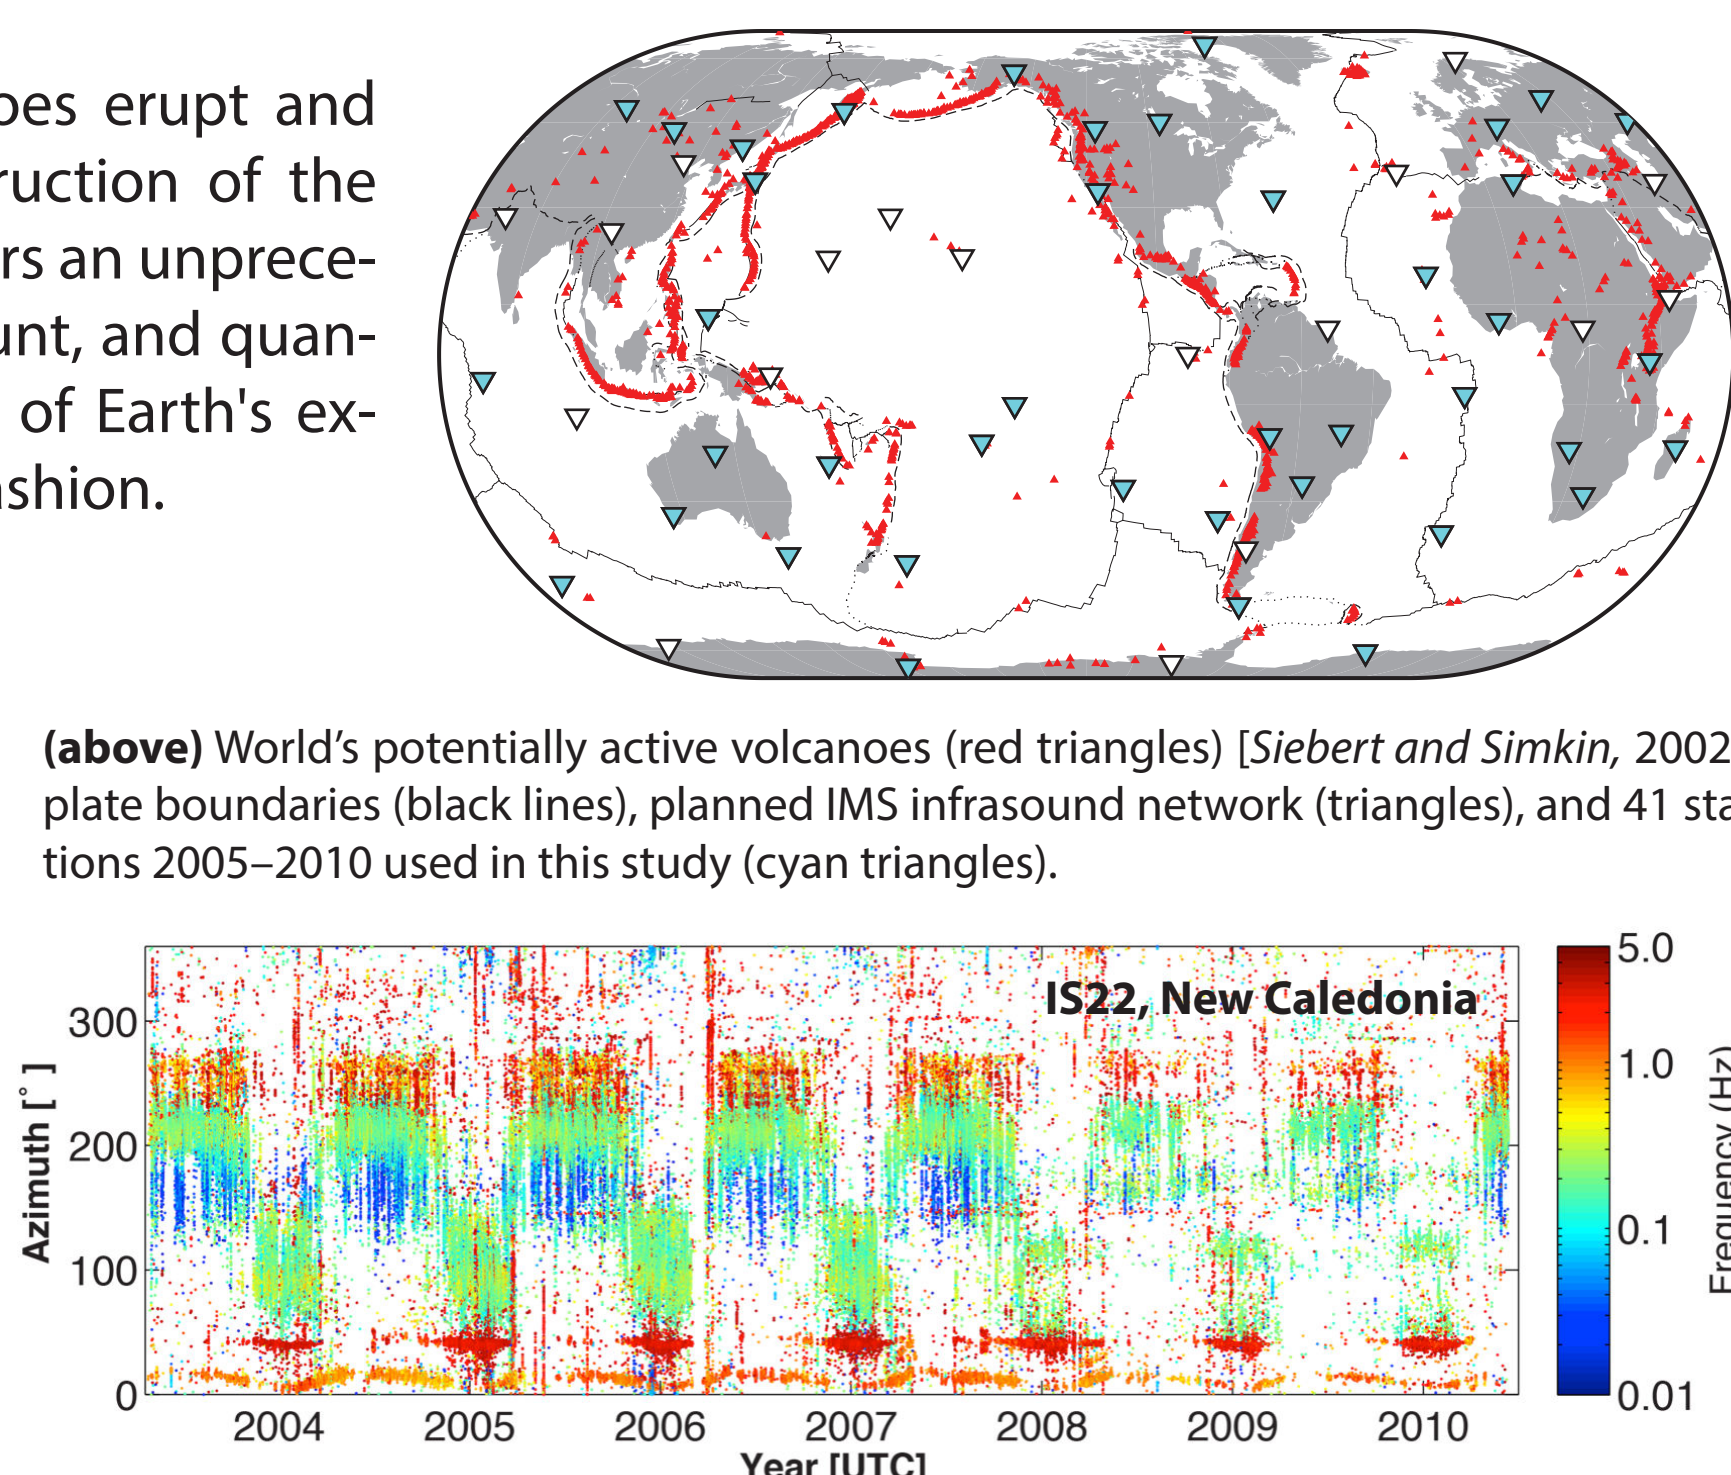 oes erupt and
ruction of the
rs an unprece-
unt, and quan-
of Earth's ex-
ashion.
(above) World's potentially active volcanoes (red triangles) [Siebert and Simkin, 2002
plate boundaries (black lines), planned IMS infrasound network (triangles), and 41 sta-
tions 2005–2010 used in this study (cyan triangles).
IS22, New Caledonia
Azimuth [°]
300
200
100
0
2004 2005 2006 2007 2008 2009 2010
Year [UTC]
5.0
1.0
0.1
0.01
Frequency (Hz)